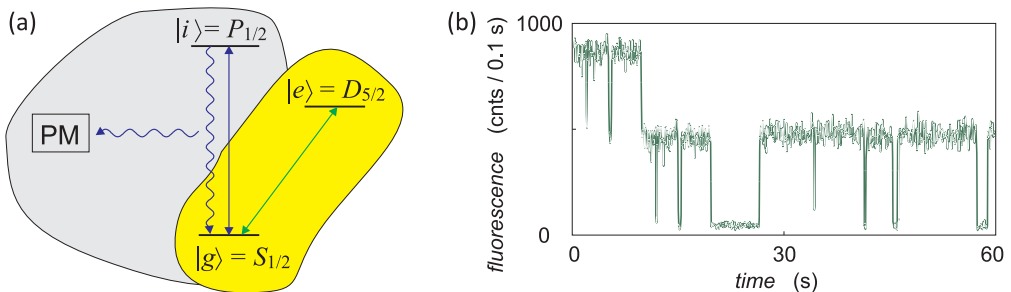 (a)
|i⟩= P1/2
|e⟩ = D5/2
PM
|g⟩= S1/2
(b)
1000
fluorescence (cnts / 0.1 s)
0
0 30 60
time (s)